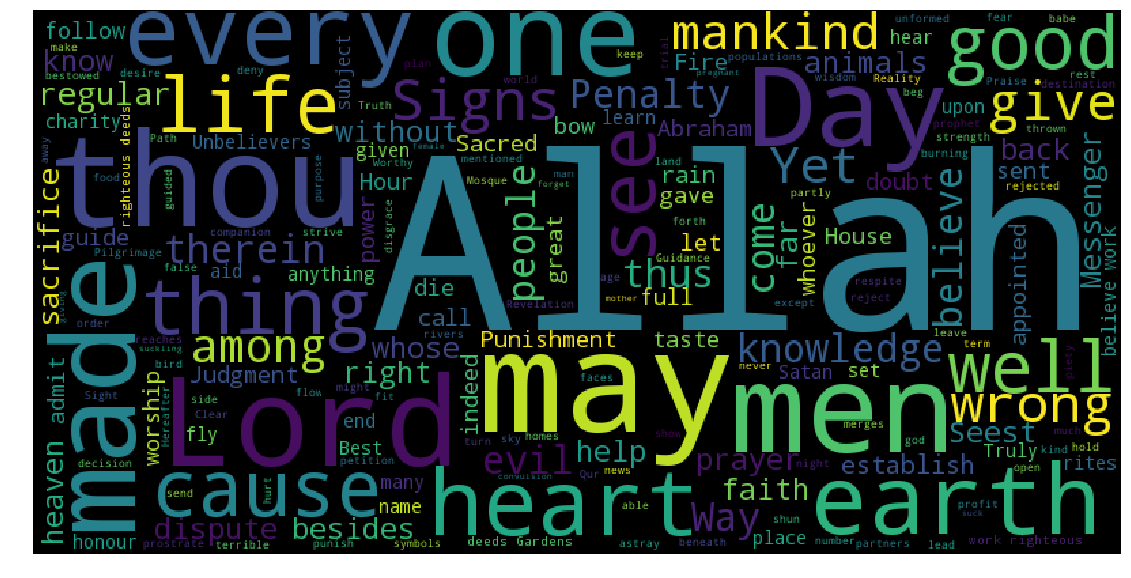 Allah
thou
Day
Lord
may
men
one
every
life
made
see
thing
heart
earth
cause
good
mankind
give
Signs
Penalty
Yet
well
wrong
knowledge
among
people
come
believe
Way
evil
faith
prayer
establish
besides
dispute
right
therein
thus
back
Messenger
sacrifice
regular
know
follow
charity
Unbelievers
without
subject
animals
Fire
hear
bow
learn
Abraham
upon
Sacred
given
Hour
power
great
let
full
gave
rain
far
whoever
House
doubt
sent
appointed
believe work
righteous deeds
guide
aid
anything
die
call
whose
Judgment
worship
heaven
admit
honour
fly
end
Best
many
name
indeed
Punishment
taste
help
Satan
set
Seest
Truly
rites
place
deeds Gardens
work righteous
make
bestowed
desire
deny
Truth
Path
guided
food
away
Pilgrimage
false
companion
strive
purpose
female
Worthy
mentioned
Mosque
disgrace
order
giving
reaches
suckling
bird
Sight
side
Clear
Hereafter
flow
rivers
might
fit
Revelation
decision
petition
send
hurt
turn
sky
faces
homes
news
convulsion
Qur
night
show
never
merges
god
prostrate
terrible
punish
symbols
astray
able
beneath
shun
number
partners
profit
lead
suck
open
kind
hold
much
piety
term
leave
except
respite
reject
rejected
partly
land
man
forget
forth
Guidance
age
mother
keep
trial
plan
world
pregnant
populations
wisdom
unformed
fear
babe
Reality
Praise
rest
beg
destination
prophet
strength
thrown
burning